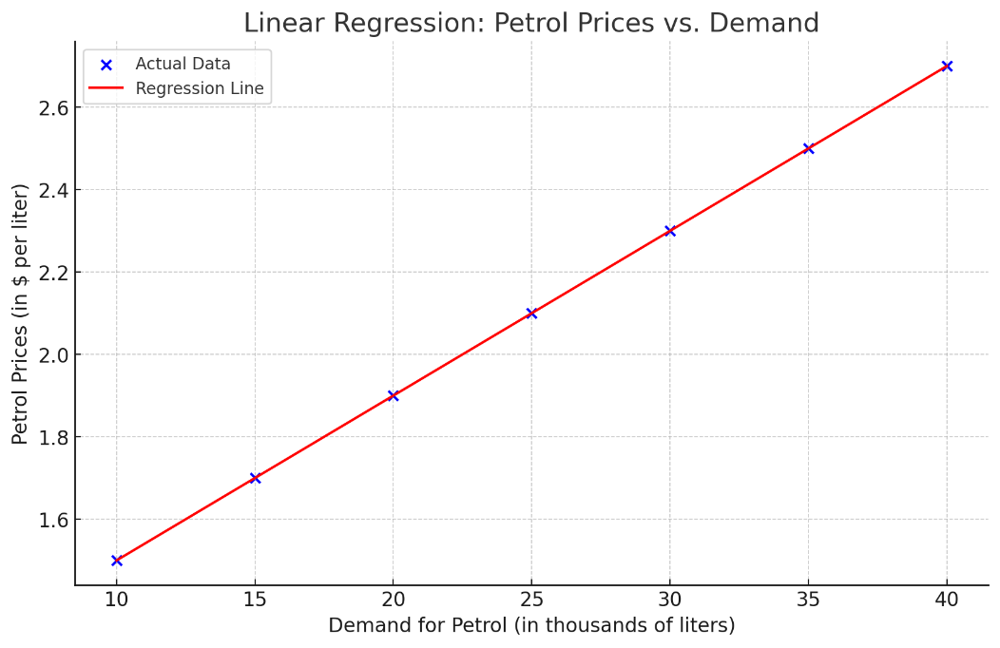 Linear Regression: Petrol Prices vs. Demand
Actual Data
Regression Line
Petrol Prices (in $ per liter)
2.6
2.4
2.2
2.0
1.8
1.6
10 15 20 25 30 35 40
Demand for Petrol (in thousands of liters)